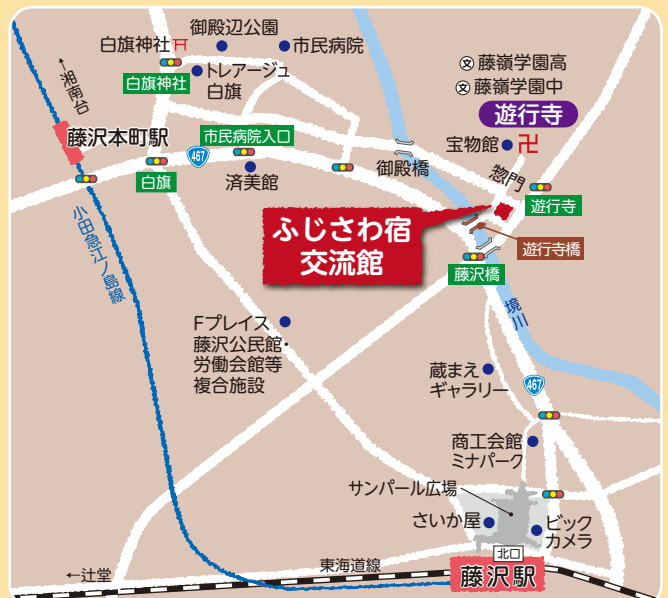 御殿辺公園
白旗神社
市民病院
←湘南台
白旗神社
トレアージュ
白旗
文 藤嶺学園高
文 藤嶺学園中
遊行寺
藤沢本町駅
市民病院入口
467
宝物館
御殿橋
惣門
白旗
済美館
遊行寺
ふじさわ宿
交流館
遊行寺橋
小田急江ノ島線
藤沢橋
境川
Fプレイス
藤沢公民館・
労働会館等
複合施設
蔵まえ
ギャラリー
467
商工会館
ミナパーク
サンパール広場
さいか屋
ビック
カメラ
北口
東海道線
←辻堂
藤沢駅